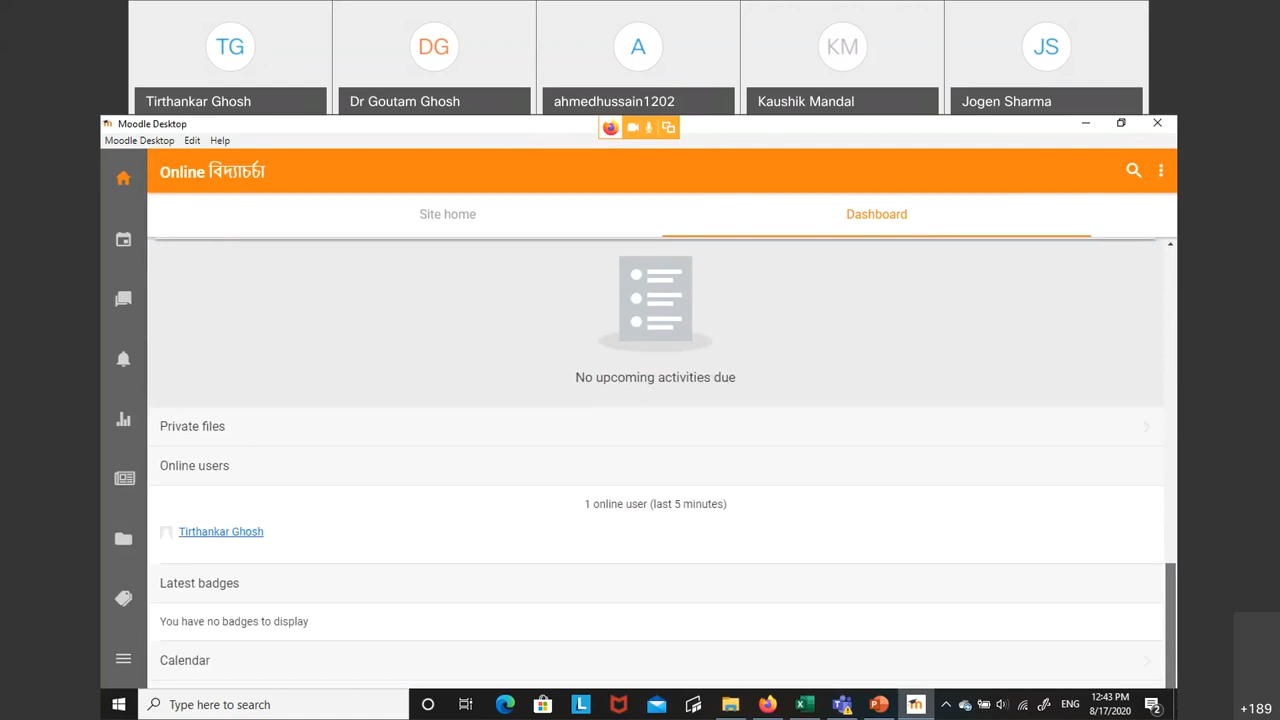 TG
DG
A
KM
JS
Tirthankar Ghosh
Dr Goutam Ghosh
ahmedhussain1202
Kaushik Mandal
Jogen Sharma
Moodle Desktop
Moodle Desktop Edit Help
Online বিদ্যাচর্চা
Site home
Dashboard
No upcoming activities due
Private files
Online users
1 online user (last 5 minutes)
Tirthankar Ghosh
Latest badges
You have no badges to display
Calendar
Type here to search
ENG
12:43 PM
8/17/2020
2
+189